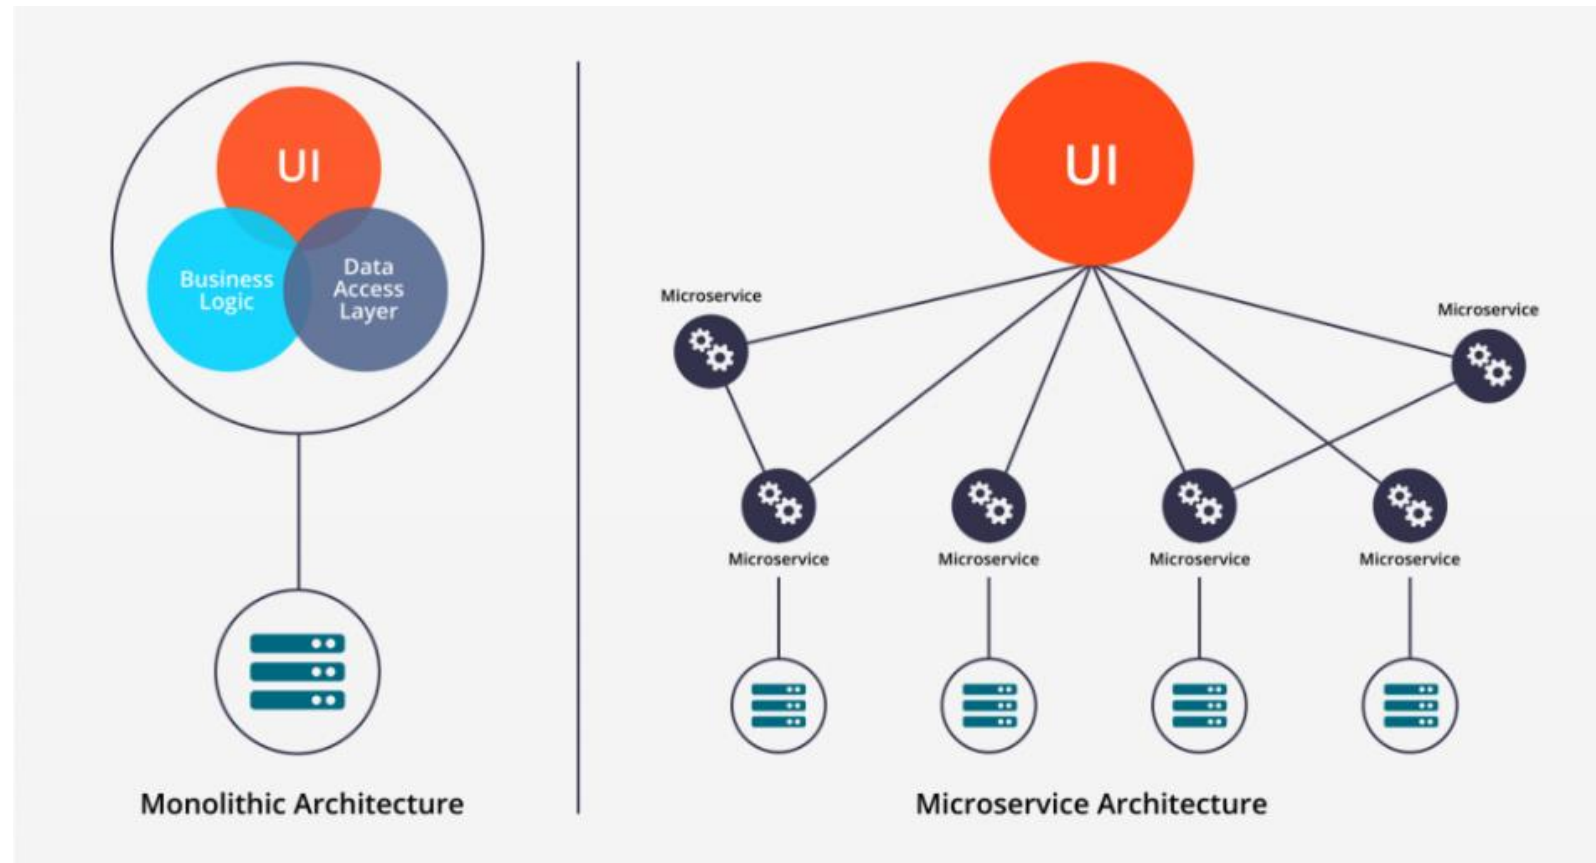 UI
Business
Logic
Data
Access
Layer
Monolithic Architecture
UI
Microservice
Microservice
Microservice
Microservice
Microservice
Microservice
Microservice Architecture